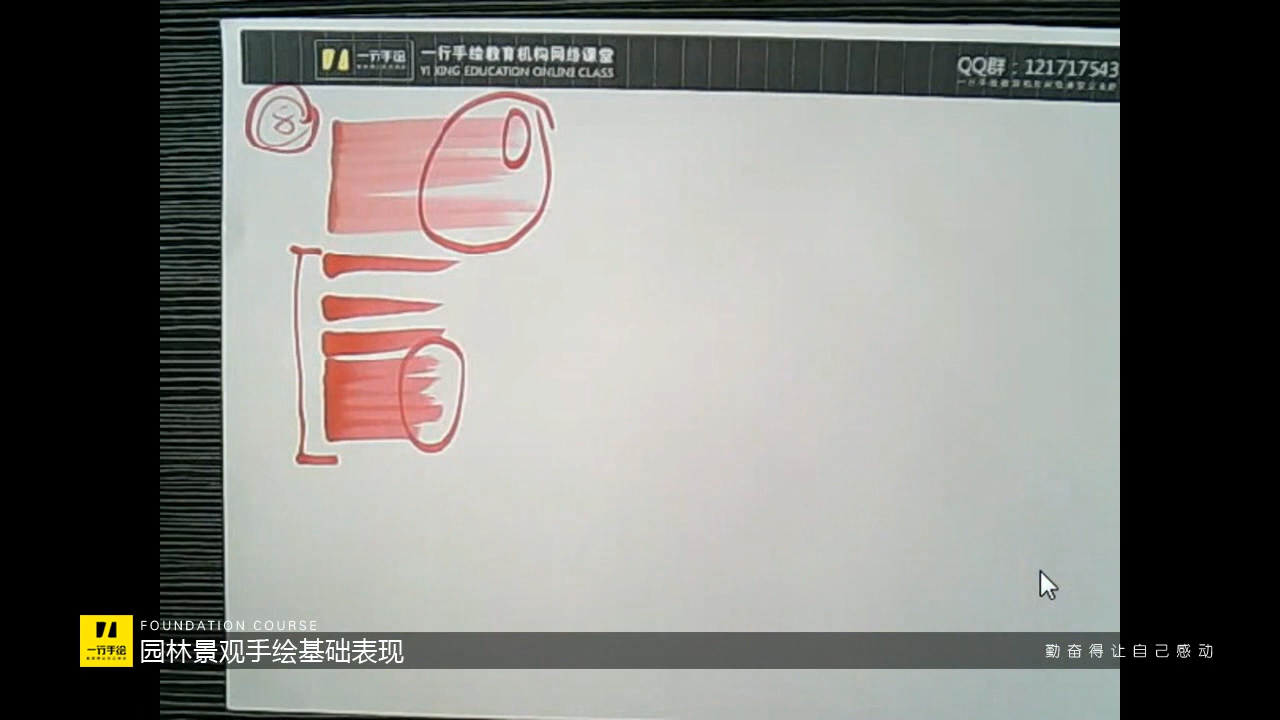 一行手绘
一行手绘教育机构网络课堂
YI XING EDUCATION ONLINE CLASS
QQ群：121717543
8
FOUNDATION COURSE
一行手绘
园林景观手绘基础表现
勤奋得让自己感动